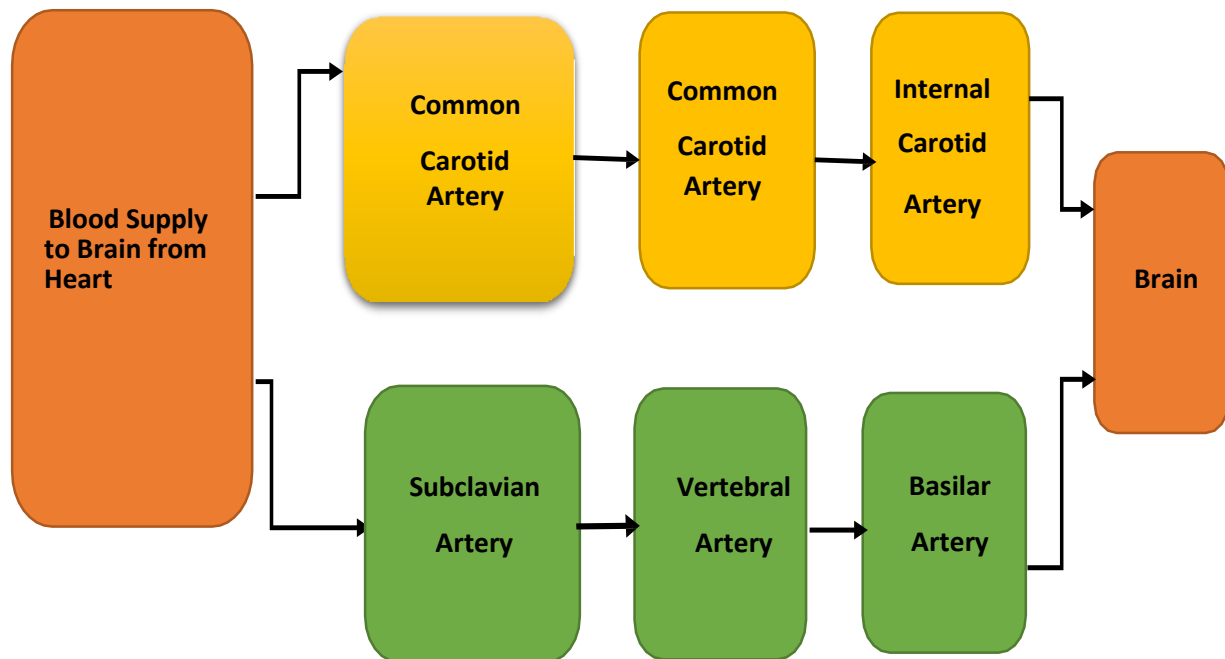 Blood Supply
to Brain from
Heart
Common
Carotid
Artery
Common
Carotid
Artery
Internal
Carotid
Artery
Brain
Subclavian
Artery
Vertebral
Artery
Basilar
Artery